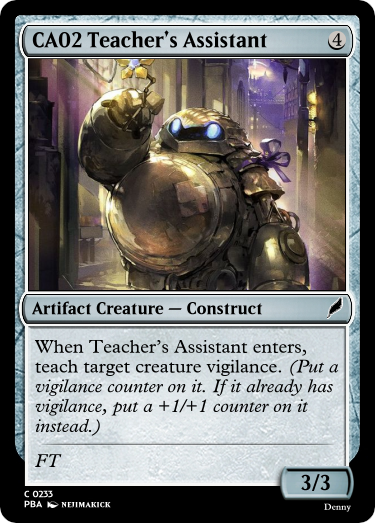 CA02 Teacher's Assistant 4
Artifact Creature — Construct
When Teacher's Assistant enters,
teach target creature vigilance. (Put a
vigilance counter on it. If it already has
vigilance, put a +1/+1 counter on it
instead.)
FT
3/3
C 0233
PBA NEJIMAKICK
Denny